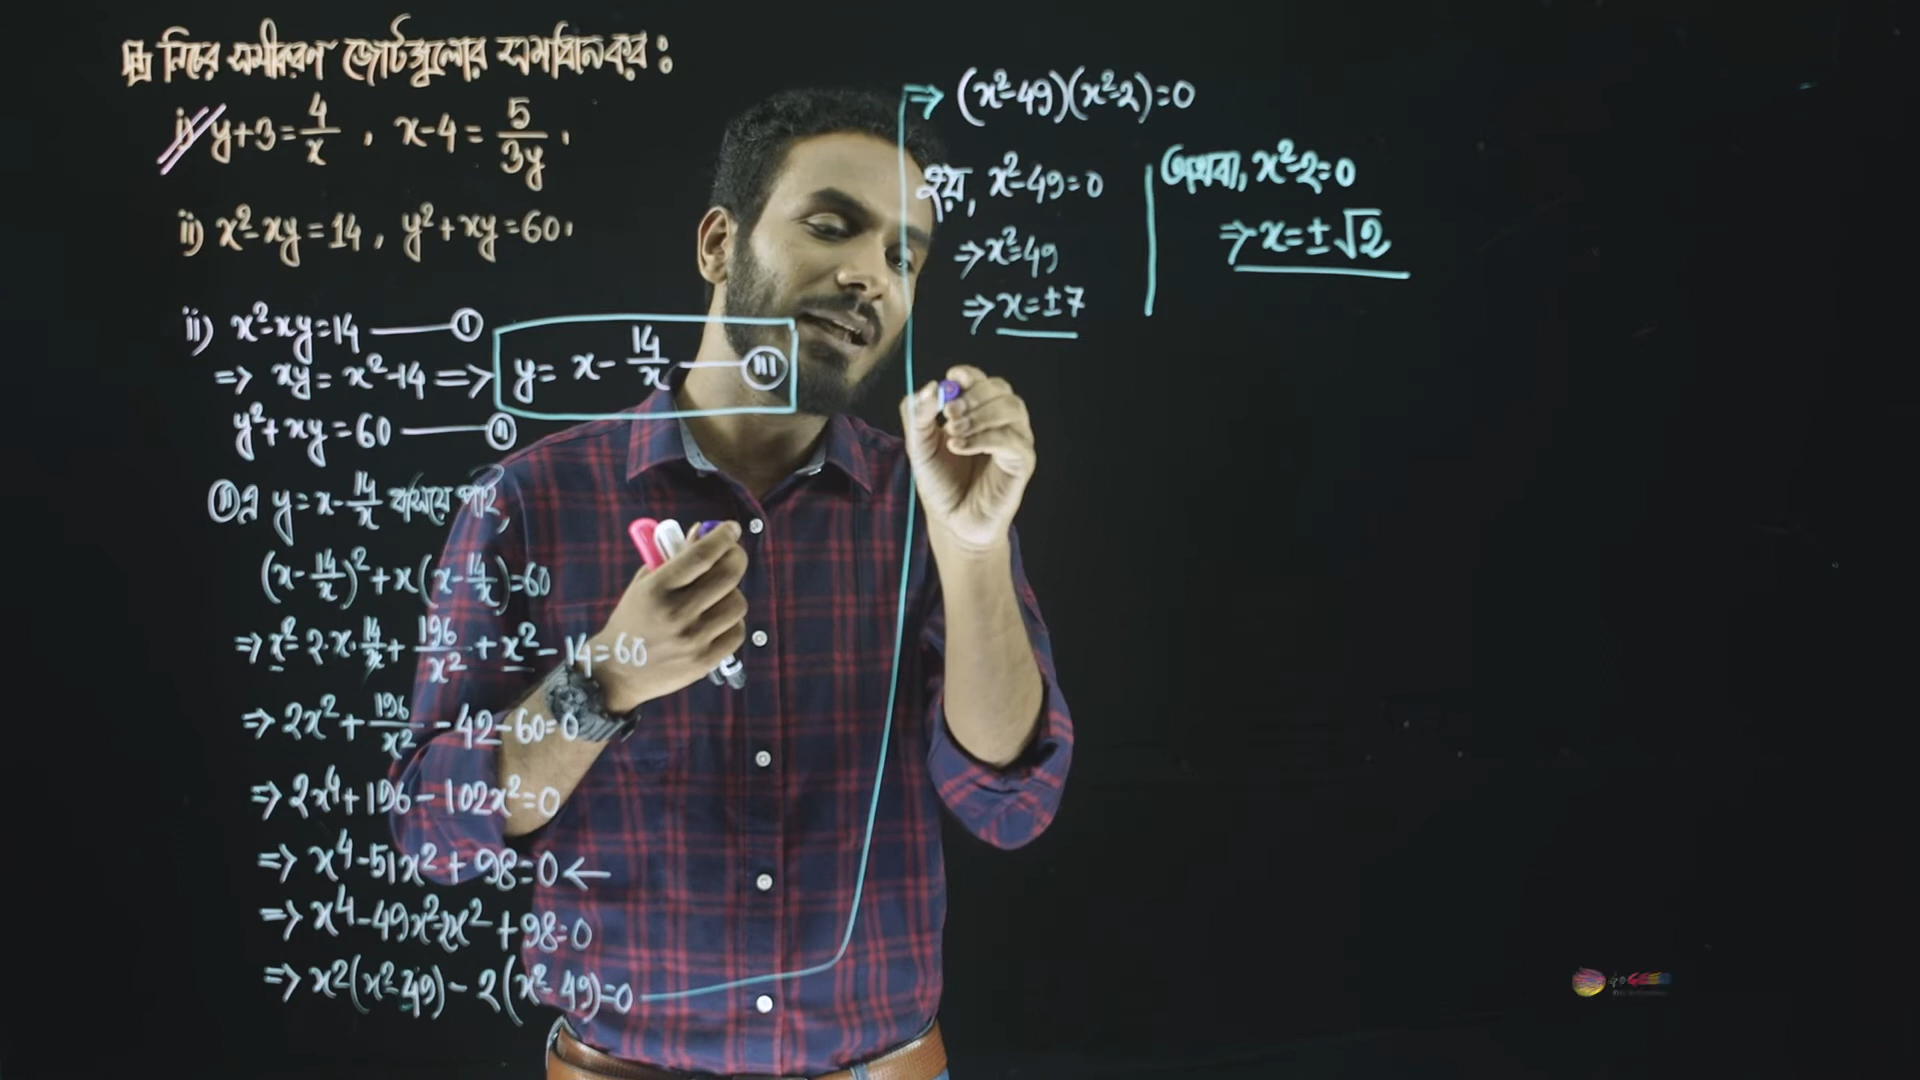 নিচের সমীকরণ জোটগুলোর সমাধান কর :
i) y+3 = 4/x , x-4 = 5/3y ,
ii) x²-xy = 14 , y²+xy = 60 ,
ii) x²-xy = 14 —— (I)
=> xy = x²-14 => y = x - 14/x —— (III)
y²+xy = 60 —— (II)
(II) এ y = x - 14/x বসিয়ে পাই,
(x - 14/x)² + x(x - 14/x) = 60
=> x² - 2.x.14/x + 196/x² + x² - 14 = 60
=> 2x² + 196/x² - 42 - 60 = 0
=> 2x⁴ + 196 - 102x² = 0
=> x⁴ - 51x² + 98 = 0 ←
=> x⁴ - 49x² - 2x² + 98 = 0
=> x²(x² - 49) - 2(x² - 49) = 0
=> (x²-49)(x²-2) = 0
হয়, x²-49 = 0
=> x² = 49
=> x = ±7
অথবা, x²-2 = 0
=> x = ±√2